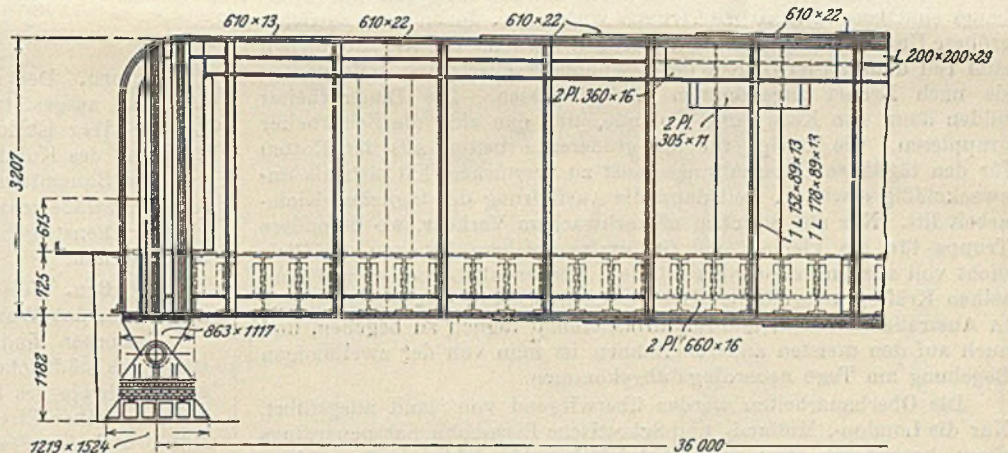 610×13
610×22
610×22
610×22
L 200×200×29
2 Pl. 360×16
2 Pl.
305×11
1 L 152×89×13
1 L 178×89×11
3207
675
725
1182
863×1117
2 Pl. 660×16
1219×1524
36 000